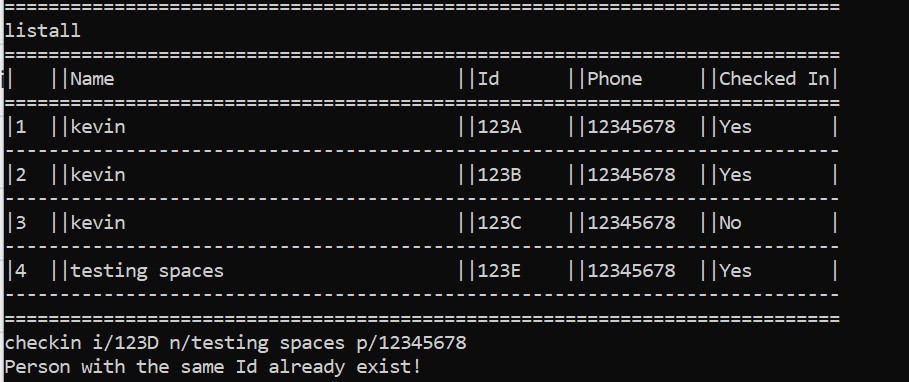 ==========================================================================
listall
==========================================================================
|   ||Name                               ||Id     ||Phone    ||Checked In|
==========================================================================
|1  ||kevin                              ||123A   ||12345678 ||Yes       |
--------------------------------------------------------------------------
|2  ||kevin                              ||123B   ||12345678 ||Yes       |
--------------------------------------------------------------------------
|3  ||kevin                              ||123C   ||12345678 ||No        |
--------------------------------------------------------------------------
|4  ||testing spaces                     ||123E   ||12345678 ||Yes       |
--------------------------------------------------------------------------
==========================================================================
checkin i/123D n/testing spaces p/12345678
Person with the same Id already exist!